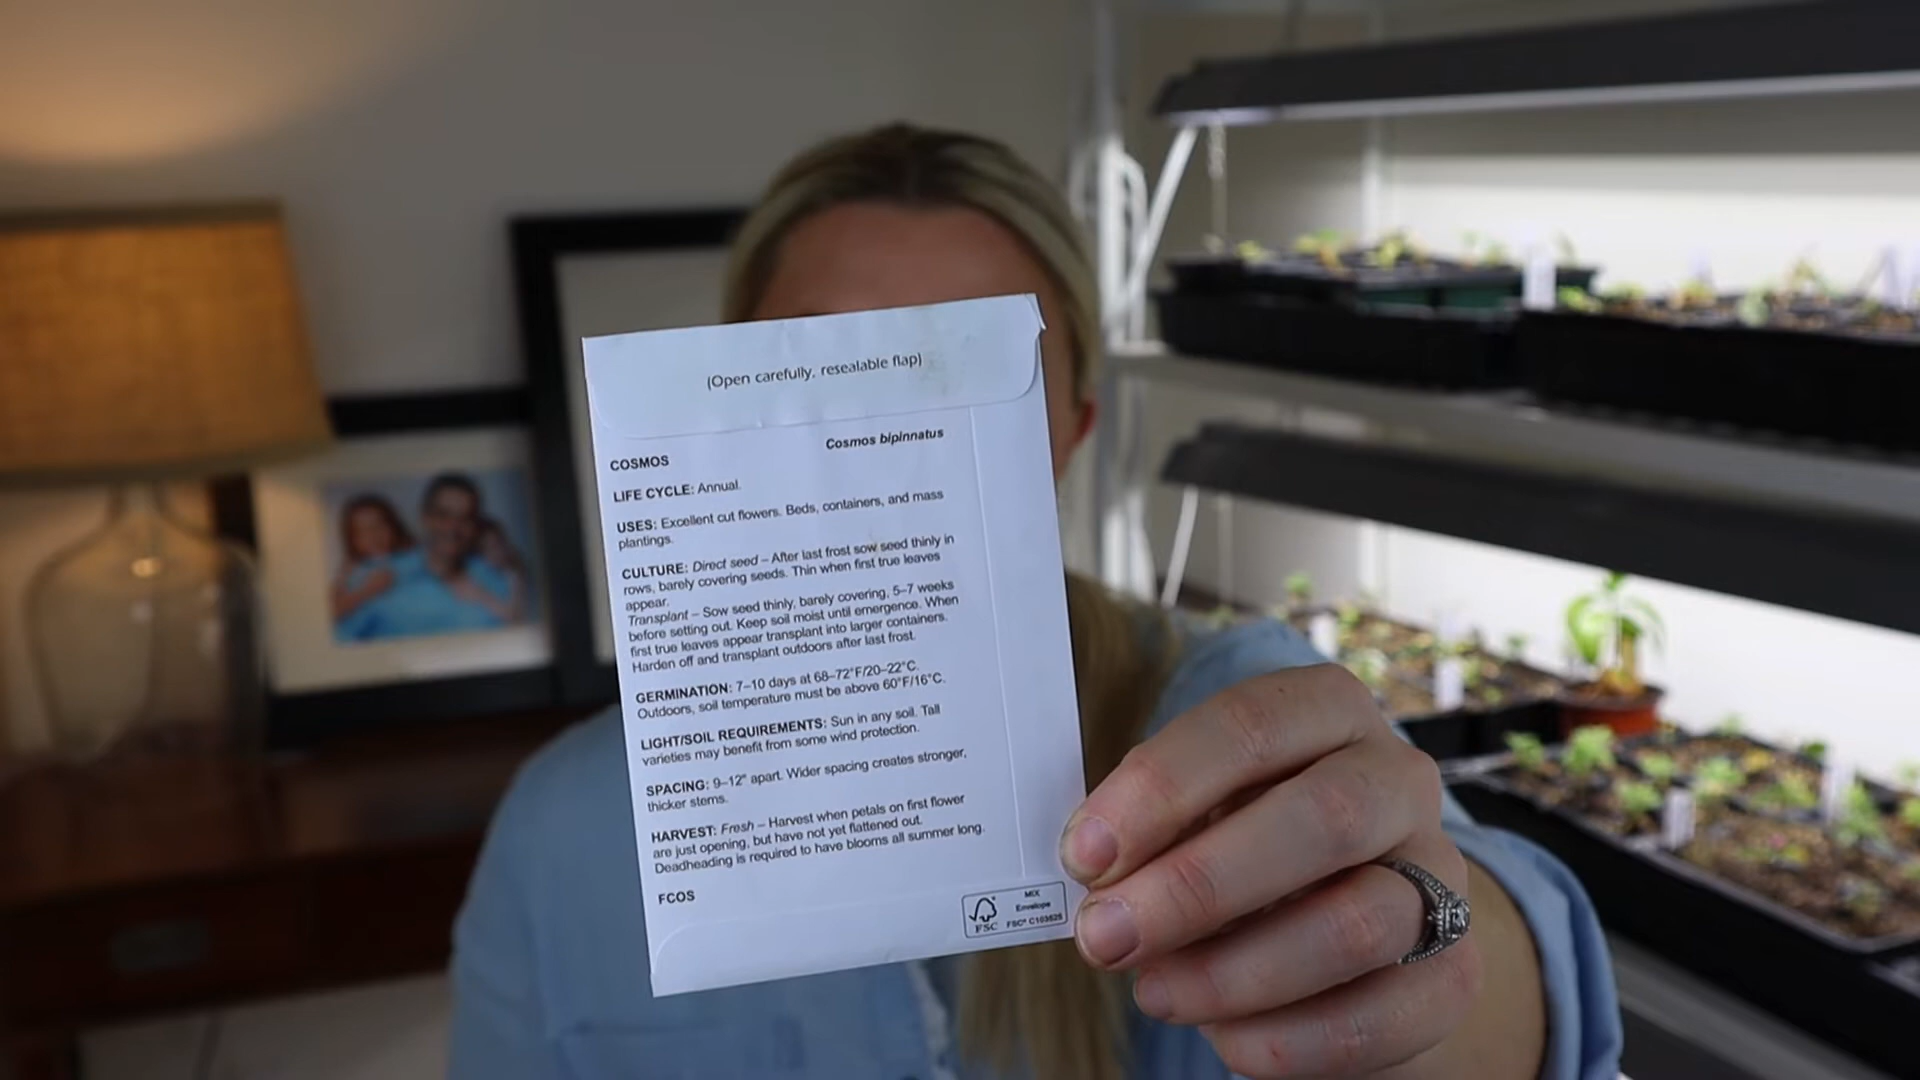 (Open carefully, resealable flap)
Cosmos bipinnatus
COSMOS
LIFE CYCLE: Annual.
USES: Excellent cut flowers. Beds, containers, and mass
plantings.
CULTURE: Direct seed – After last frost sow seed thinly in
rows, barely covering seeds. Thin when first true leaves
appear.
Transplant – Sow seed thinly, barely covering, 5–7 weeks
before setting out. Keep soil moist until emergence. When
first true leaves appear transplant into larger containers.
Harden off and transplant outdoors after last frost.
GERMINATION: 7–10 days at 68–72°F/20–22°C.
Outdoors, soil temperature must be above 60°F/16°C.
LIGHT/SOIL REQUIREMENTS: Sun in any soil. Tall
varieties may benefit from some wind protection.
SPACING: 9–12" apart. Wider spacing creates stronger,
thicker stems.
HARVEST: Fresh – Harvest when petals on first flower
are just opening, but have not yet flattened out.
Deadheading is required to have blooms all summer long.
FCOS
MIX
Envelope
FSC® C103525
FSC